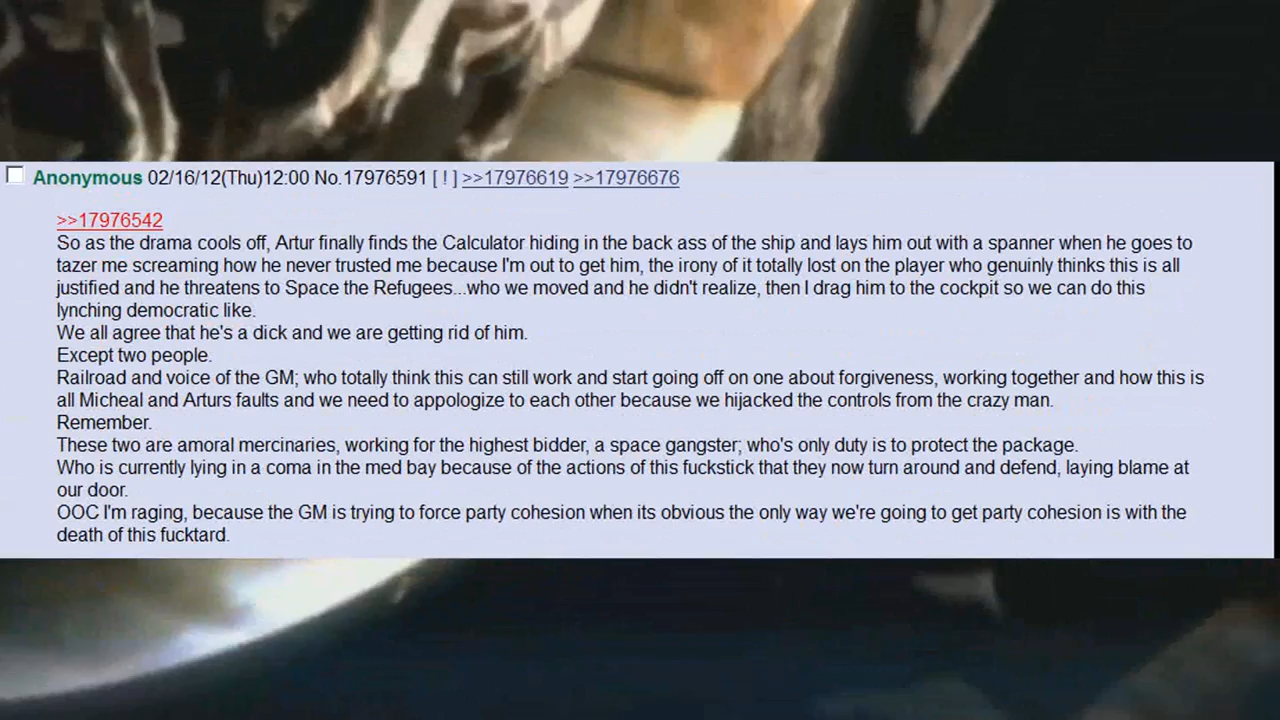 Anonymous 02/16/12(Thu)12:00 No.17976591 [ ! ] >>17976619 >>17976676
>>17976542
So as the drama cools off, Artur finally finds the Calculator hiding in the back ass of the ship and lays him out with a spanner when he goes to
tazer me screaming how he never trusted me because I'm out to get him, the irony of it totally lost on the player who genuinly thinks this is all
justified and he threatens to Space the Refugees...who we moved and he didn't realize, then I drag him to the cockpit so we can do this
lynching democratic like.
We all agree that he's a dick and we are getting rid of him.
Except two people.
Railroad and voice of the GM; who totally think this can still work and start going off on one about forgiveness, working together and how this is
all Micheal and Arturs faults and we need to appologize to each other because we hijacked the controls from the crazy man.
Remember.
These two are amoral mercinaries, working for the highest bidder, a space gangster; who's only duty is to protect the package.
Who is currently lying in a coma in the med bay because of the actions of this fuckstick that they now turn around and defend, laying blame at
our door.
OOC I'm raging, because the GM is trying to force party cohesion when its obvious the only way we're going to get party cohesion is with the
death of this fucktard.